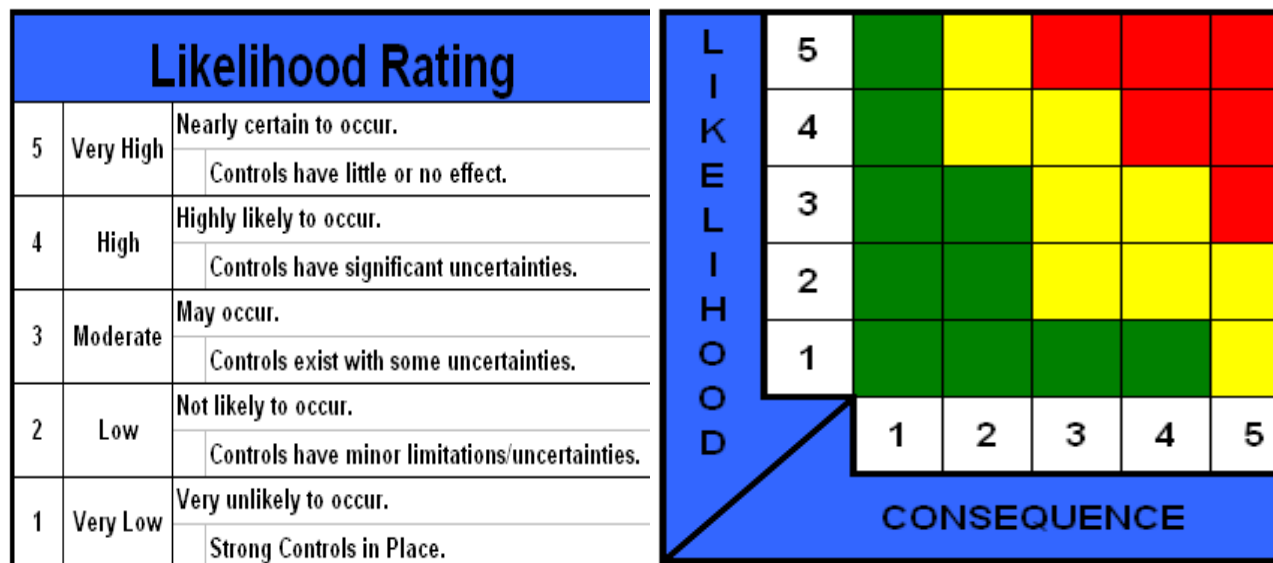 Likelihood Rating
5 Very High Nearly certain to occur.
Controls have little or no effect.
4 High Highly likely to occur.
Controls have significant uncertainties.
3 Moderate May occur.
Controls exist with some uncertainties.
2 Low Not likely to occur.
Controls have minor limitations/uncertainties.
1 Very Low Very unlikely to occur.
Strong Controls in Place.
LIKELIHOOD
5
4
3
2
1
1 2 3 4 5
CONSEQUENCE